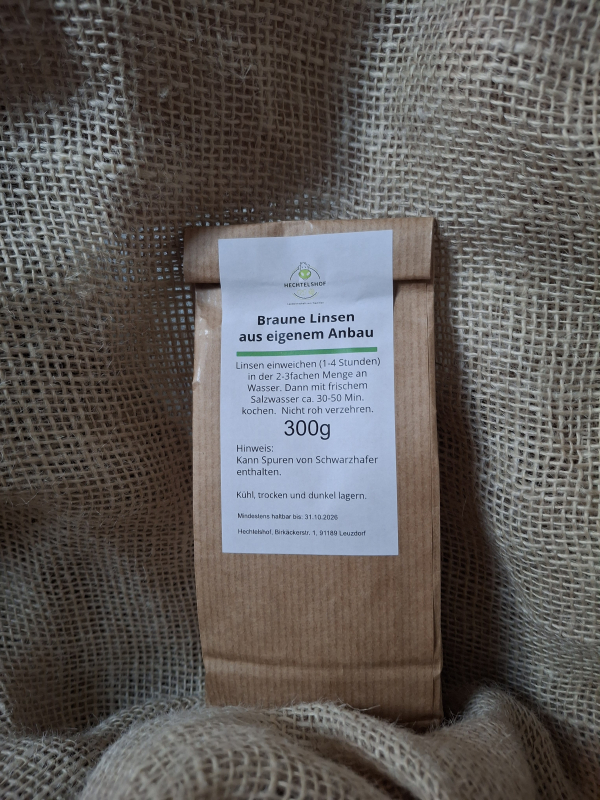 HECHTELSHOF
Braune Linsen
aus eigenem Anbau
Linsen einweichen (1-4 Stunden)
in der 2-3fachen Menge an
Wasser. Dann mit frischem
Salzwasser ca. 30-50 Min.
kochen. Nicht roh verzehren.
300g
Hinweis:
Kann Spuren von Schwarzhafer
enthalten.
Kühl, trocken und dunkel lagern.
Mindestens haltbar bis: 31.10.2026
Hechtelshof, Birkäckerstr. 1, 91189 Leuzdorf